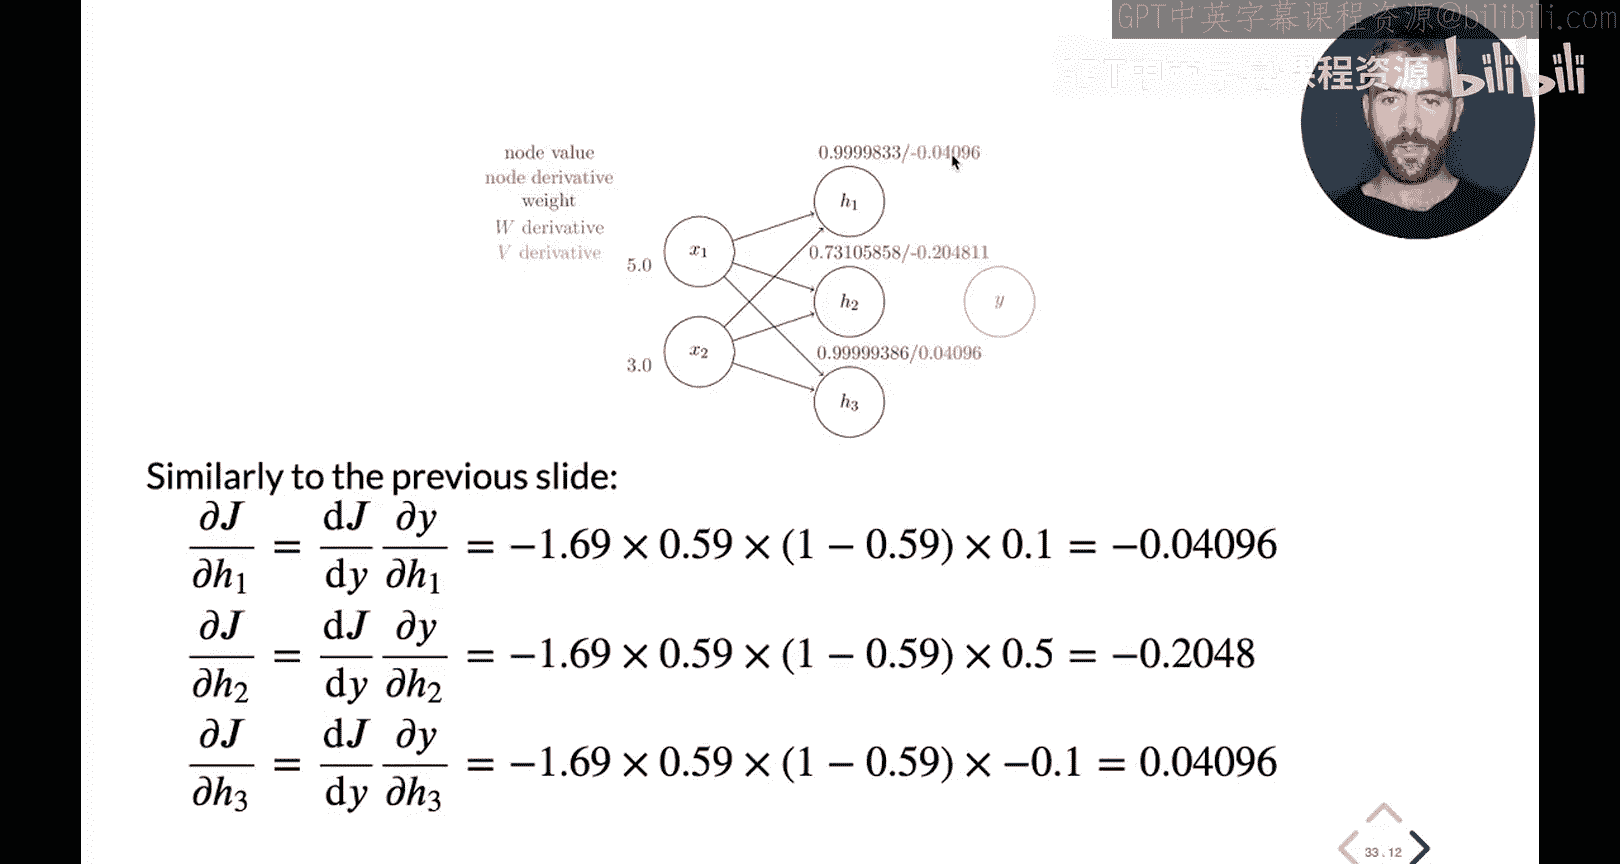 GPT中英字幕课程资源@bilibili.com
课程资源 bilibili
node value
node derivative
weight
W derivative
V derivative
0.9999833/-0.04096
h₁
x₁
5.0
0.73105858/-0.204811
h₂
y
x₂
3.0
0.99999386/0.04096
h₃
Similarly to the previous slide:
∂J/∂h₁ = dJ/dy ∂y/∂h₁ = −1.69 × 0.59 × (1 − 0.59) × 0.1 = −0.04096
∂J/∂h₂ = dJ/dy ∂y/∂h₂ = −1.69 × 0.59 × (1 − 0.59) × 0.5 = −0.2048
∂J/∂h₃ = dJ/dy ∂y/∂h₃ = −1.69 × 0.59 × (1 − 0.59) × −0.1 = 0.04096
33.12